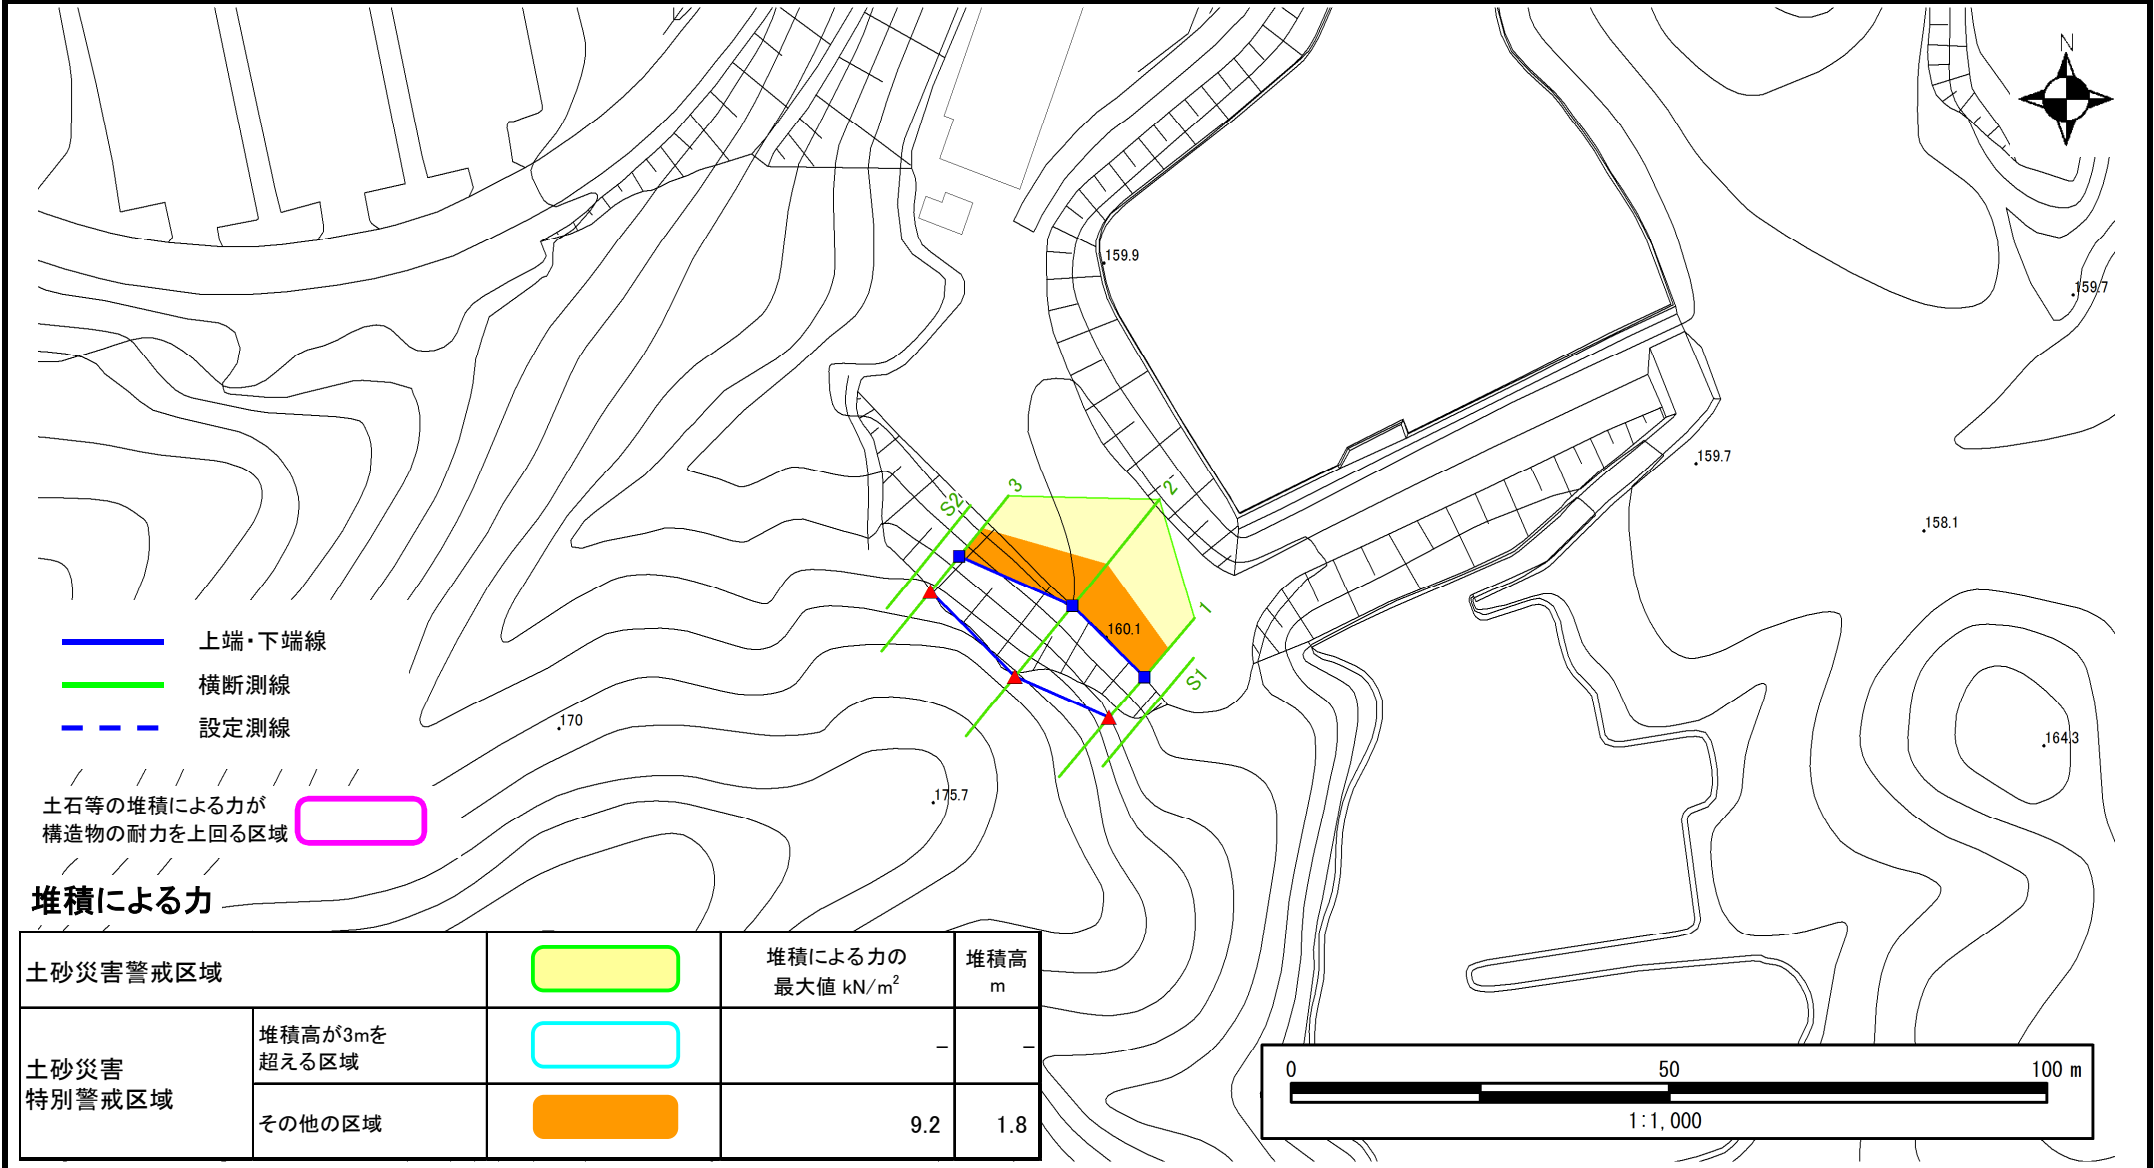 N
159.9
159.7
159.7
158.1
S2
3
2
1
160.1
S1
上端・下端線
横断測線
設定測線
170
164.3
175.7
土石等の堆積による力が
構造物の耐力を上回る区域
堆積による力
土砂災害警戒区域
堆積による力の
最大値 kN/m²
堆積高
m
土砂災害
特別警戒区域
堆積高が3mを
超える区域
－
－
その他の区域
9.2
1.8
0 50 100 m
1:1,000